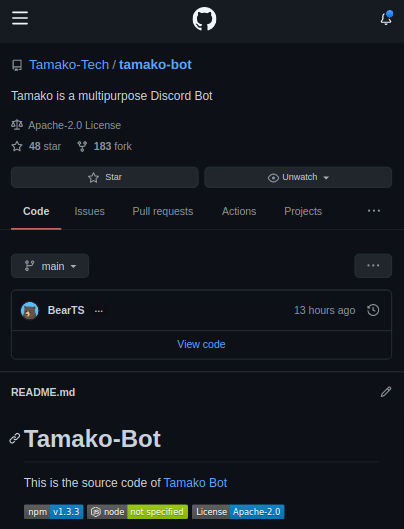 Tamako-Tech / tamako-bot
Tamako is a multipurpose Discord Bot
Apache-2.0 License
48 star 183 fork
Star Unwatch
Code Issues Pull requests Actions Projects ...
main ...
BearTS ... 13 hours ago
View code
README.md
Tamako-Bot
This is the source code of Tamako Bot
npm v1.3.3 node not specified License Apache-2.0